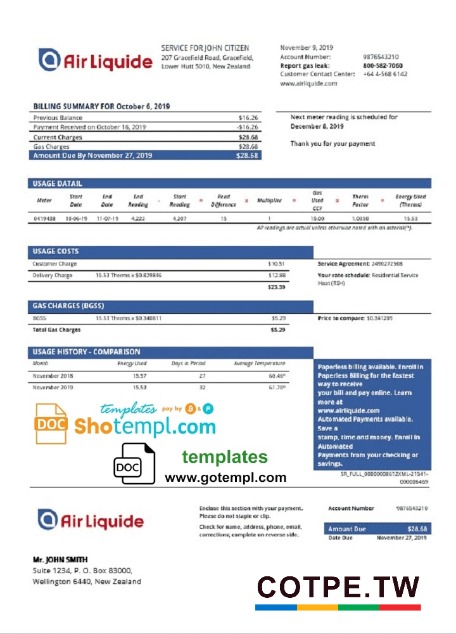 Air Liquide
SERVICE FOR JOHN CITIZEN
207 Gracefield Road, Gracefield,
Lower Hutt 5010, New Zealand
November 9, 2019
Account Number: 9876543210
Report gas leak: 800-582-7060
Customer Contact Center: +64 4-568 6142
www.airliquide.com
BILLING SUMMARY FOR October 6, 2019
Previous Balance $16.26
Payment Received on October 16, 2019 -$16.26
Current Charges $28.68
Gas Charges $28.68
Amount Due By November 27, 2019 $28.68
Next meter reading is scheduled for
December 8, 2019
Thank you for your payment
USAGE DATAIL
Meter Start Date End Date End Reading - Start Reading = Read Difference x Multiplier = Gas Used CCF x Therm Factor = Energy Used (Therms)
0419438 10-06-19 11-07-19 4,222 4,207 15 1 15.00 15.53
All readings are actual unless otherwise noted with an asterisk(*).
USAGE COSTS
Customer Charge $10.51
Delivery Charge 15.53 Therms x $0.829846 $12.88
$23.39
Service Agreement: 2490272508
Your rate schedule: Residential Service
Heat (RSH)
GAS CHARGES (BGSS)
BGSS 15.53 Therms x $0.340811 $5.29
Total Gas Charges $5.29
Price to compare: $0.341201
USAGE HISTORY - COMPARISON
Month Energy Used Days in Period Average Temperature
November 2018 15.57 27 60.46°
November 2019 15.53 32 61.70°
Paperless billing available. Enroll in
Paperless Billing for the fastest
way to receive
your bill and pay online. Learn
more at
www.airliquide.com
Automated Payments available.
Save a
stamp, time and money. Enroll in
Automated
Payments from your checking or
savings.
templates pay by
DOC Shotempl.com
DOC templates
www.gotempl.com
Air Liquide
Enclose this section with your payment.
Please do not staple or clip.
Check for name, address, phone, email,
corrections, complete on reverse side.
Account Number 9876543210
Amount Due $28.68
Date Due November 27, 2019
Mr. JOHN SMITH
Suite 1234, P. O. Box 83000,
Wellington 6440, New Zealand
COTPE.TW